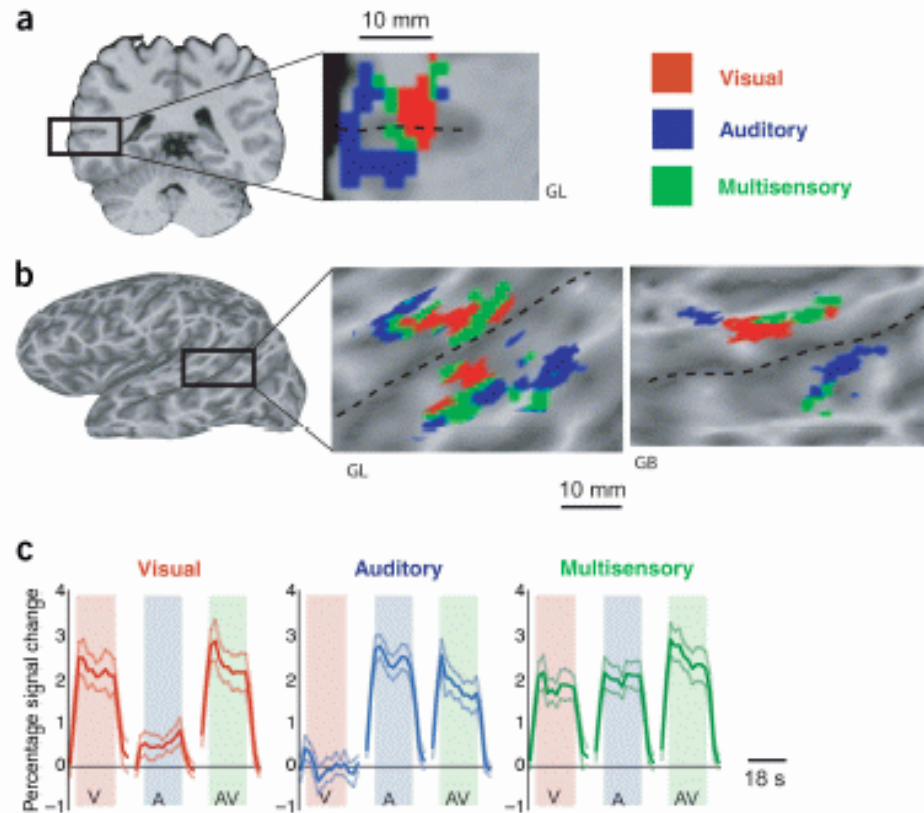 a
10 mm
Visual
Auditory
Multisensory
GL
b
GL
GB
10 mm
c
Visual
Auditory
Multisensory
Percentage signal change
4
3
2
1
0
–1
V
A
AV
4
3
2
1
0
–1
V
A
AV
4
3
2
1
0
–1
V
A
AV
18 s